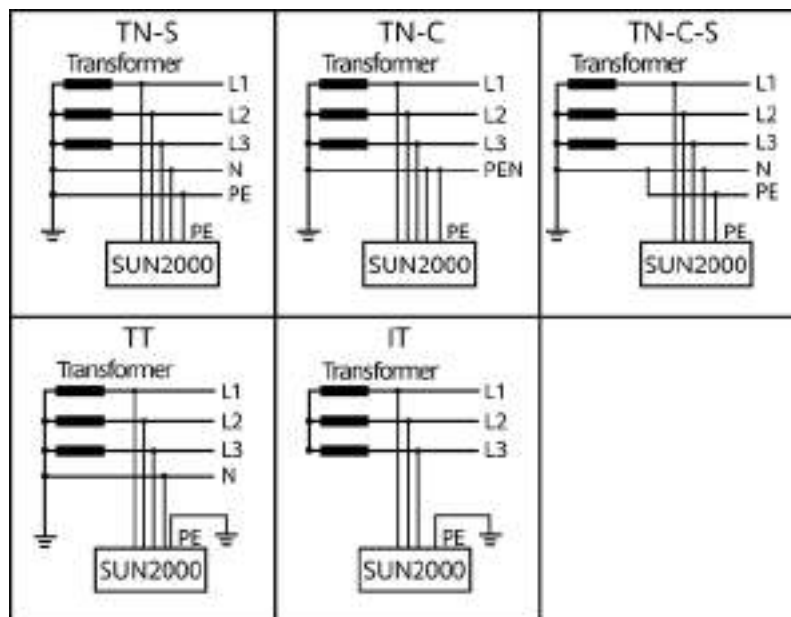 TN-S
Transformer
L1
L2
L3
N
PE
PE
SUN2000
TN-C
Transformer
L1
L2
L3
PEN
PE
SUN2000
TN-C-S
Transformer
L1
L2
L3
N
PE
PE
SUN2000
TT
Transformer
L1
L2
L3
N
PE
SUN2000
IT
Transformer
L1
L2
L3
PE
SUN2000